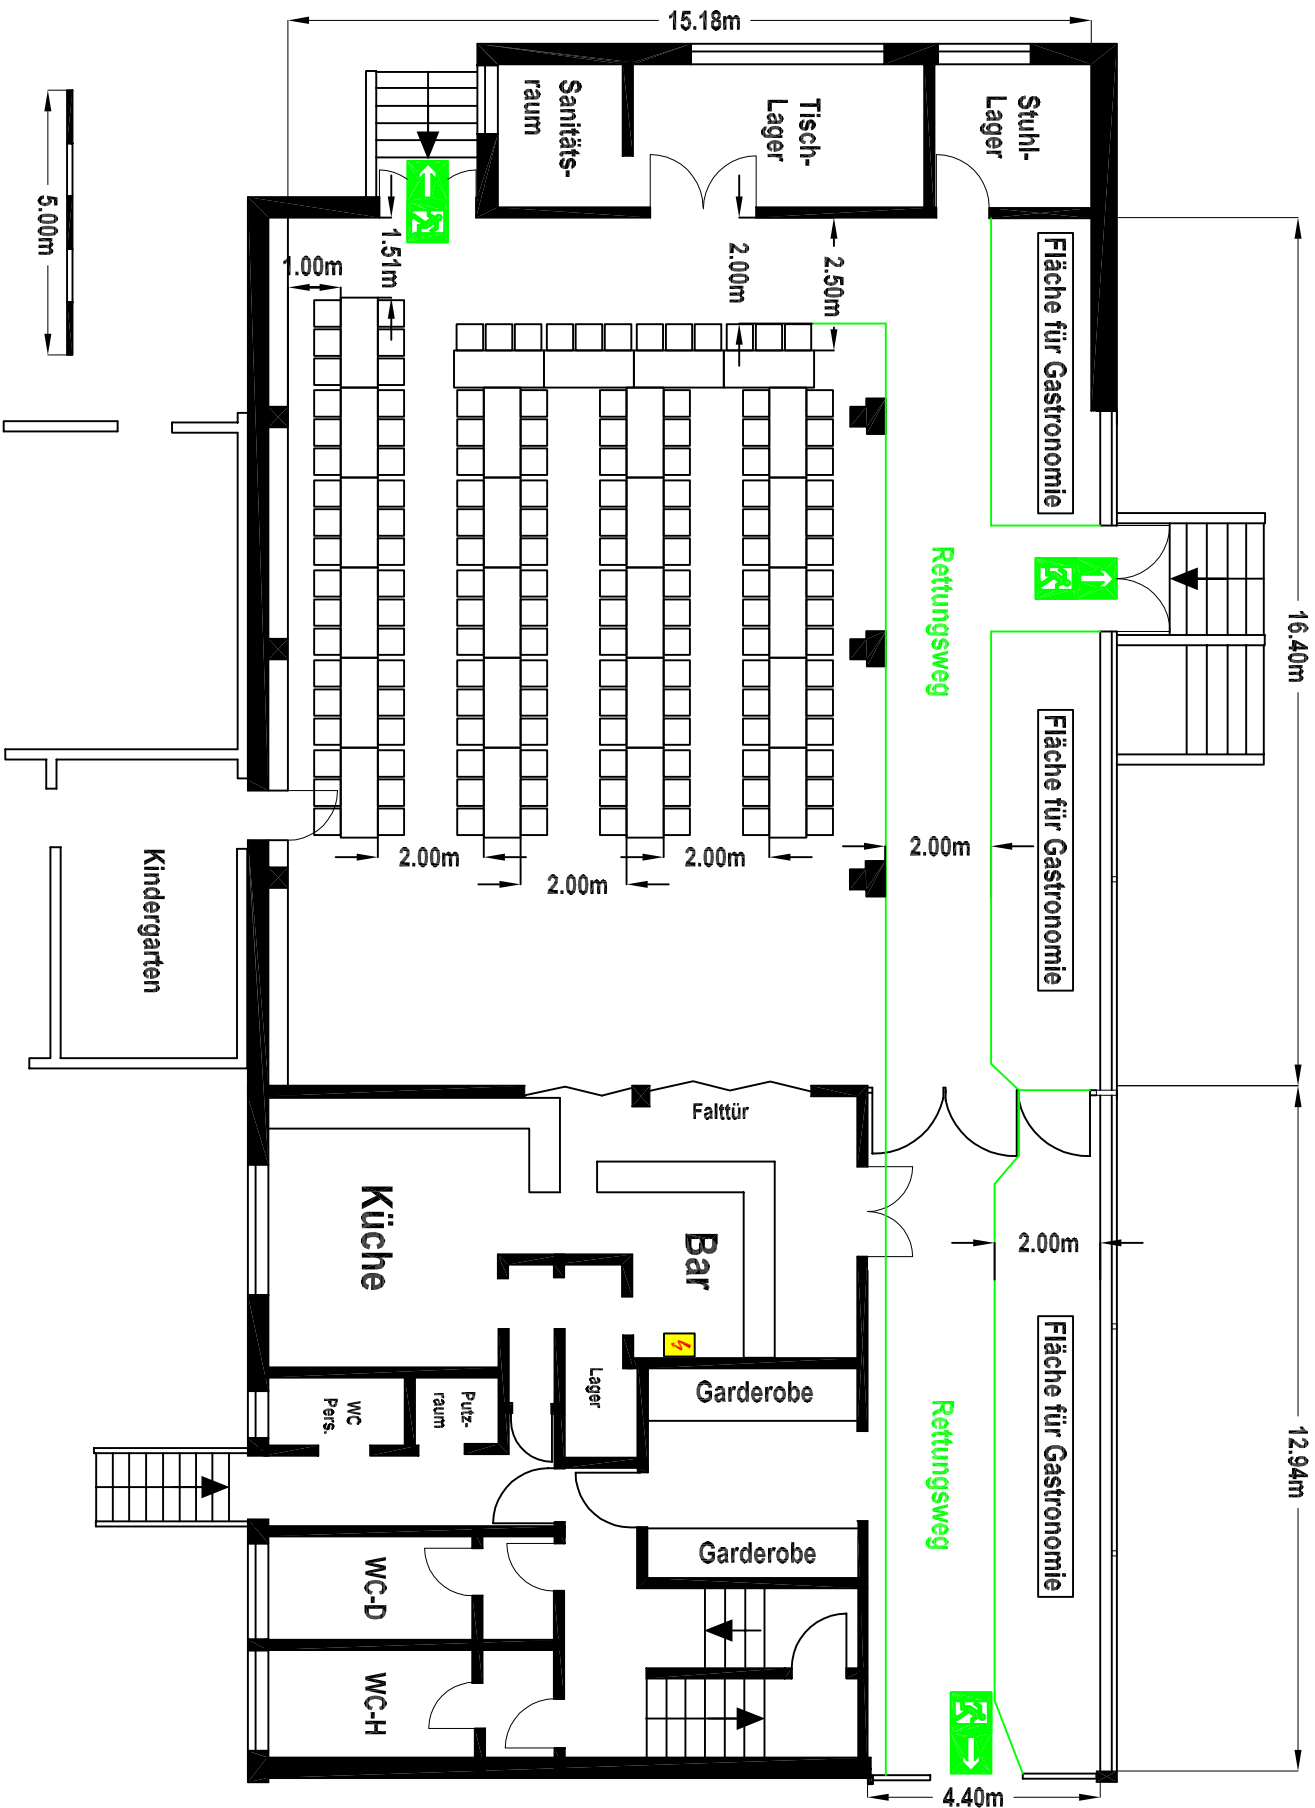 15.18m
5.00m
Sanitäts-
raum
Tisch-
Lager
Stuhl-
Lager
1.51m
1.00m
2.00m
2.50m
Fläche für Gastronomie
16.40m
Rettungsweg
Fläche für Gastronomie
2.00m
2.00m
2.00m
2.00m
Kindergarten
Falttür
Küche
Bar
2.00m
Fläche für Gastronomie
Lager
Garderobe
WC
Pers.
Putz-
raum
Rettungsweg
12.94m
Garderobe
WC-D
WC-H
4.40m